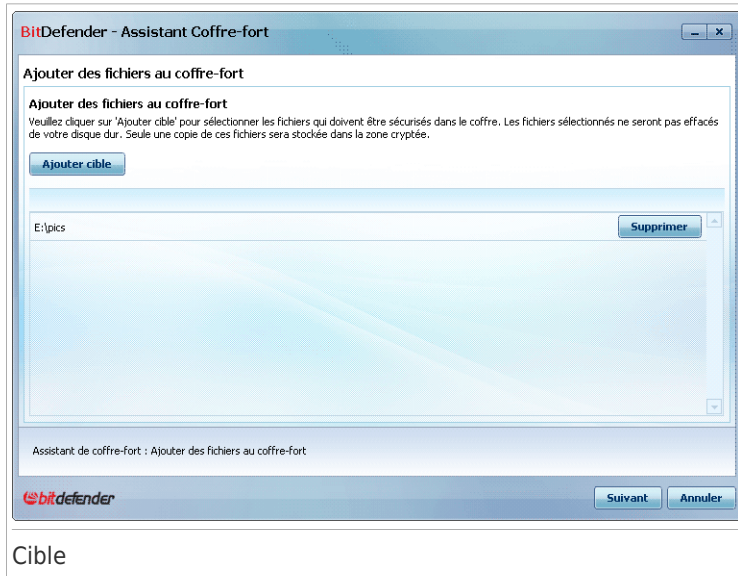 BitDefender - Assistant Coffre-fort
Ajouter des fichiers au coffre-fort
Ajouter des fichiers au coffre-fort
Veuillez cliquer sur 'Ajouter cible' pour sélectionner les fichiers qui doivent être sécurisés dans le coffre. Les fichiers sélectionnés ne seront pas effacés
de votre disque dur. Seule une copie de ces fichiers sera stockée dans la zone cryptée.
Ajouter cible
E:\pics Supprimer
Assistant de coffre-fort : Ajouter des fichiers au coffre-fort
bitdefender Suivant Annuler
Cible